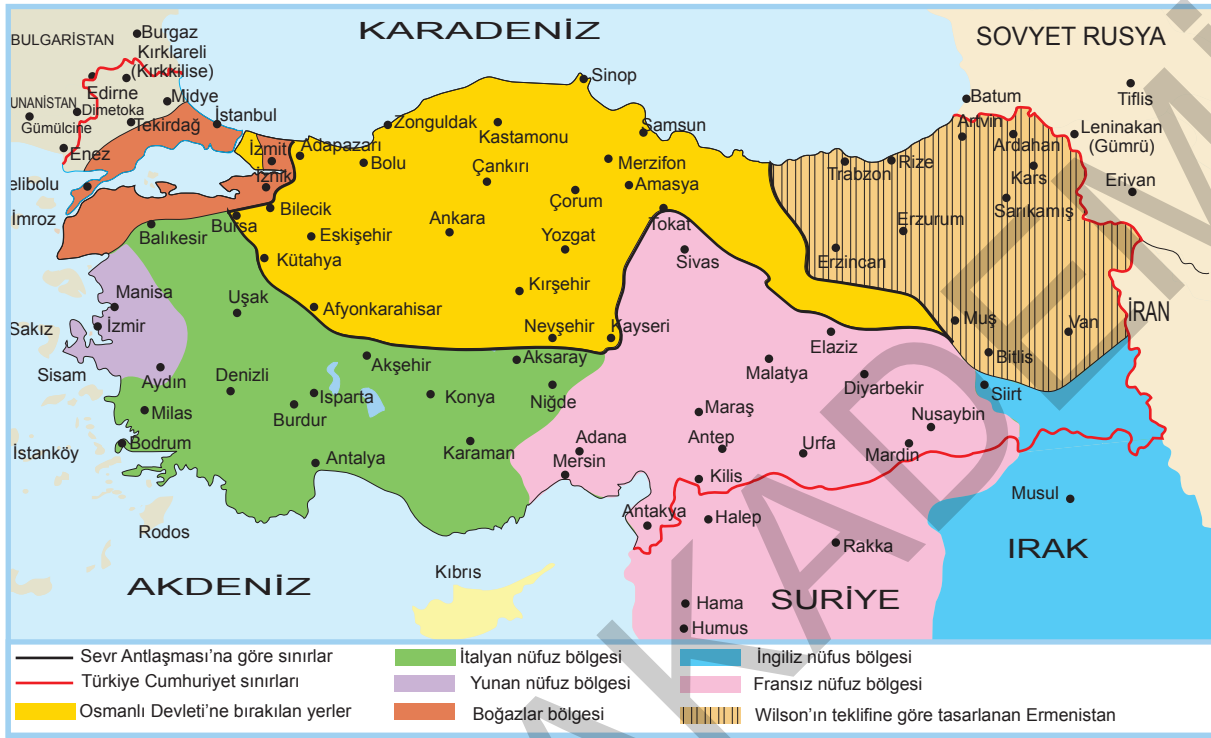 KARADENİZ
SOVYET RUSYA
BULGARİSTAN
Burgaz
Kırklareli
(Kırkkilise)
Edirne
Midye
UNANİSTAN
Dimetoka
Gümülcine
Tekirdağ
İstanbul
Enez
elibolu
İmroz
İzmit
İznik
Adapazarı
Zonguldak
Bolu
Kastamonu
Sinop
Samsun
Çankırı
Merzifon
Amasya
Çorum
Tokat
Bilecik
Bursa
Balıkesir
Eskişehir
Ankara
Yozgat
Sivas
Kütahya
Kırşehir
Afyonkarahisar
Nevşehir
Kayseri
Batum
Artvin
Ardahan
Tiflis
Leninakan
(Gümrü)
Trabzon
Rize
Kars
Erivan
Sarıkamış
Erzurum
Erzincan
Muş
Van
İRAN
Bitlis
Siirt
Manisa
İzmir
Uşak
Sakız
Sisam
Aydın
Denizli
Akşehir
Aksaray
Isparta
Konya
Niğde
Burdur
Milas
Bodrum
İstanköy
Antalya
Karaman
Rodos
Elaziz
Malatya
Diyarbekir
Maraş
Nusaybin
Adana
Antep
Urfa
Mardin
Mersin
Kilis
Antakya
Halep
Musul
Rakka
IRAK
AKDENİZ
Kıbrıs
SURİYE
Hama
Humus
Sevr Antlaşması’na göre sınırlar
Türkiye Cumhuriyet sınırları
Osmanlı Devleti’ne bırakılan yerler
İtalyan nüfuz bölgesi
Yunan nüfuz bölgesi
Boğazlar bölgesi
İngiliz nüfus bölgesi
Fransız nüfuz bölgesi
Wilson’ın teklifine göre tasarlanan Ermenistan
AKADEMİ